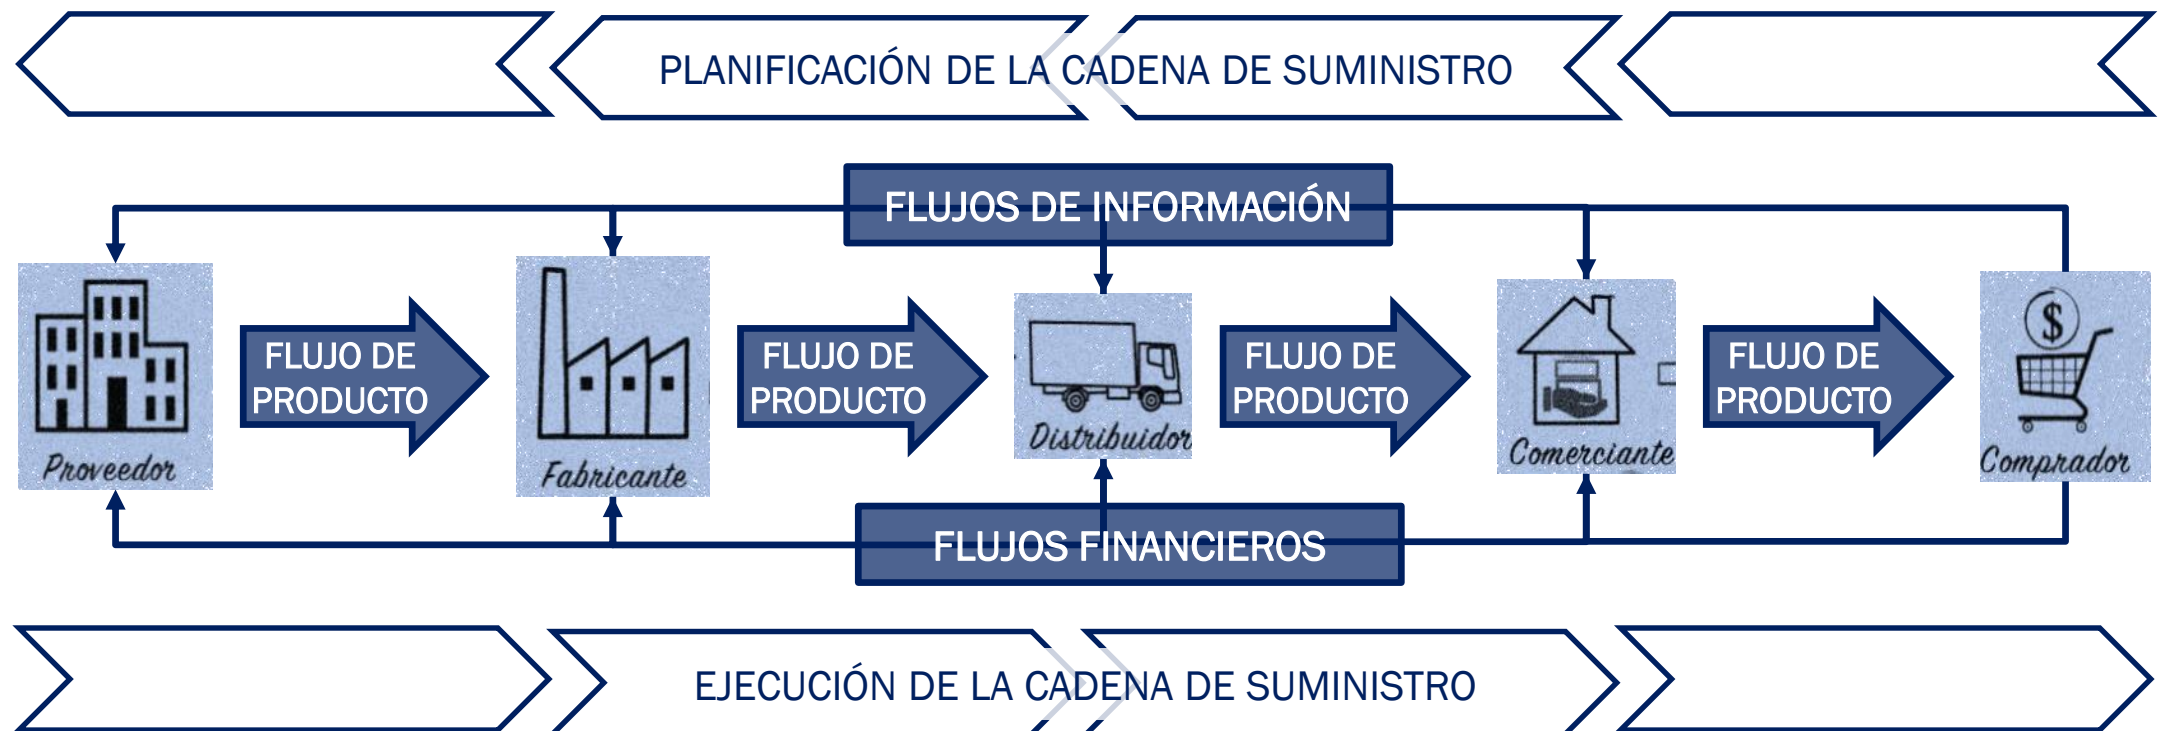 PLANIFICACIÓN DE LA CADENA DE SUMINISTRO
FLUJOS DE INFORMACIÓN
FLUJO DE
PRODUCTO
FLUJO DE
PRODUCTO
FLUJO DE
PRODUCTO
FLUJO DE
PRODUCTO
$
Proveedor
Fabricante
Distribuidor
Comerciante
Comprador
FLUJOS FINANCIEROS
EJECUCIÓN DE LA CADENA DE SUMINISTRO